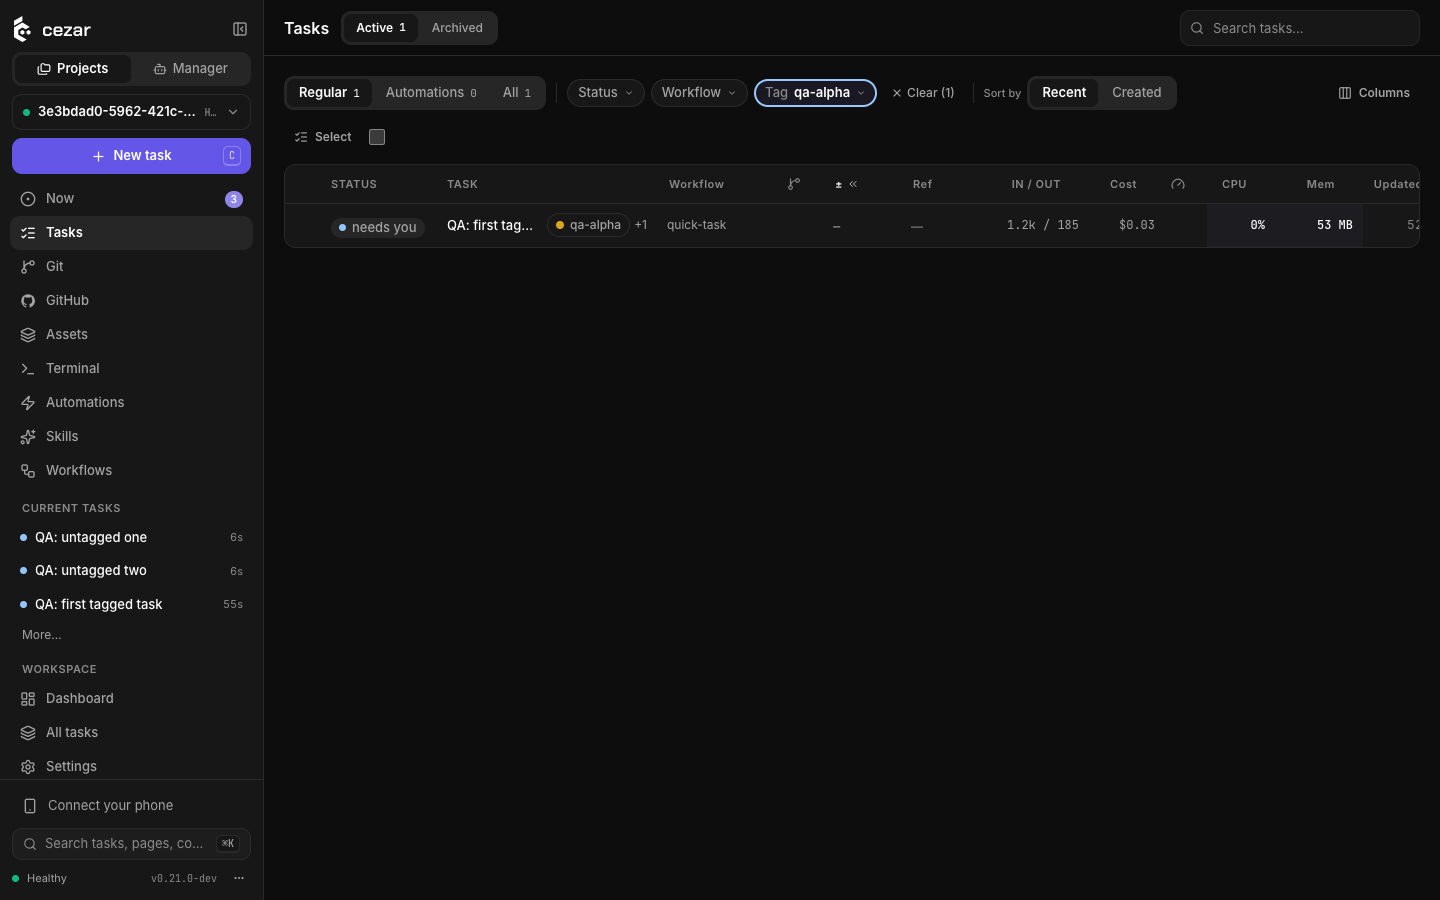 cezar
Projects
Manager
3e3bdad0-5962-421c-... H...
New task C
Now 3
Tasks
Git
GitHub
Assets
Terminal
Automations
Skills
Workflows
CURRENT TASKS
QA: untagged one 6s
QA: untagged two 6s
QA: first tagged task 55s
More...
WORKSPACE
Dashboard
All tasks
Settings
Connect your phone
Search tasks, pages, co... ⌘K
Healthy v0.21.0-dev ...
Tasks Active 1 Archived Search tasks...
Regular 1 Automations 0 All 1 Status Workflow Tag qa-alpha Clear (1) Sort by Recent Created Columns
Select
STATUS TASK Workflow ± Ref IN / OUT Cost CPU Mem Updated
needs you QA: first tag... qa-alpha +1 quick-task – — 1.2k / 185 $0.03 0% 53 MB 52